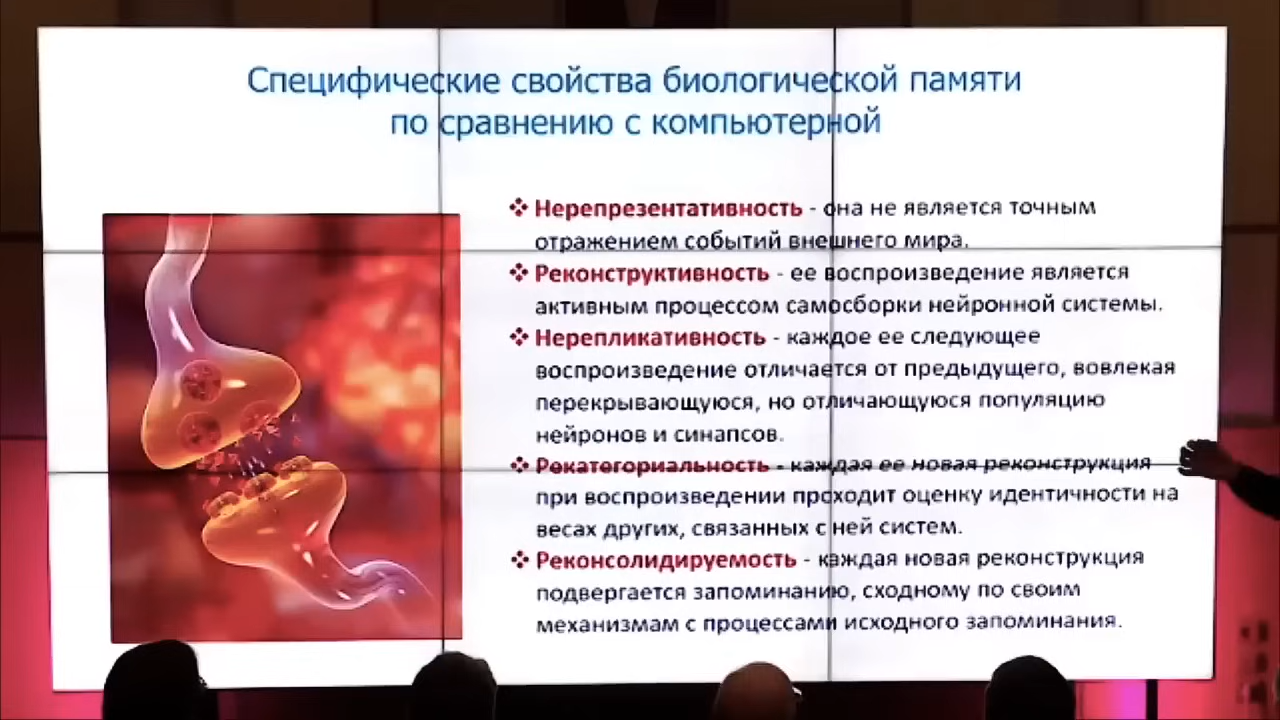 Специфические свойства биологической памяти
по сравнению с компьютерной
❖ Нерепрезентативность - она не является точным
отражением событий внешнего мира.
❖ Реконструктивность - ее воспроизведение является
активным процессом самосборки нейронной системы.
❖ Нерепликативность - каждое ее следующее
воспроизведение отличается от предыдущего, вовлекая
перекрывающуюся, но отличающуюся популяцию
нейронов и синапсов.
❖ Рекатегориальность - каждая ее новая реконструкция
при воспроизведении проходит оценку идентичности на
весах других, связанных с ней систем.
❖ Реконсолидируемость - каждая новая реконструкция
подвергается запоминанию, сходному по своим
механизмам с процессами исходного запоминания.